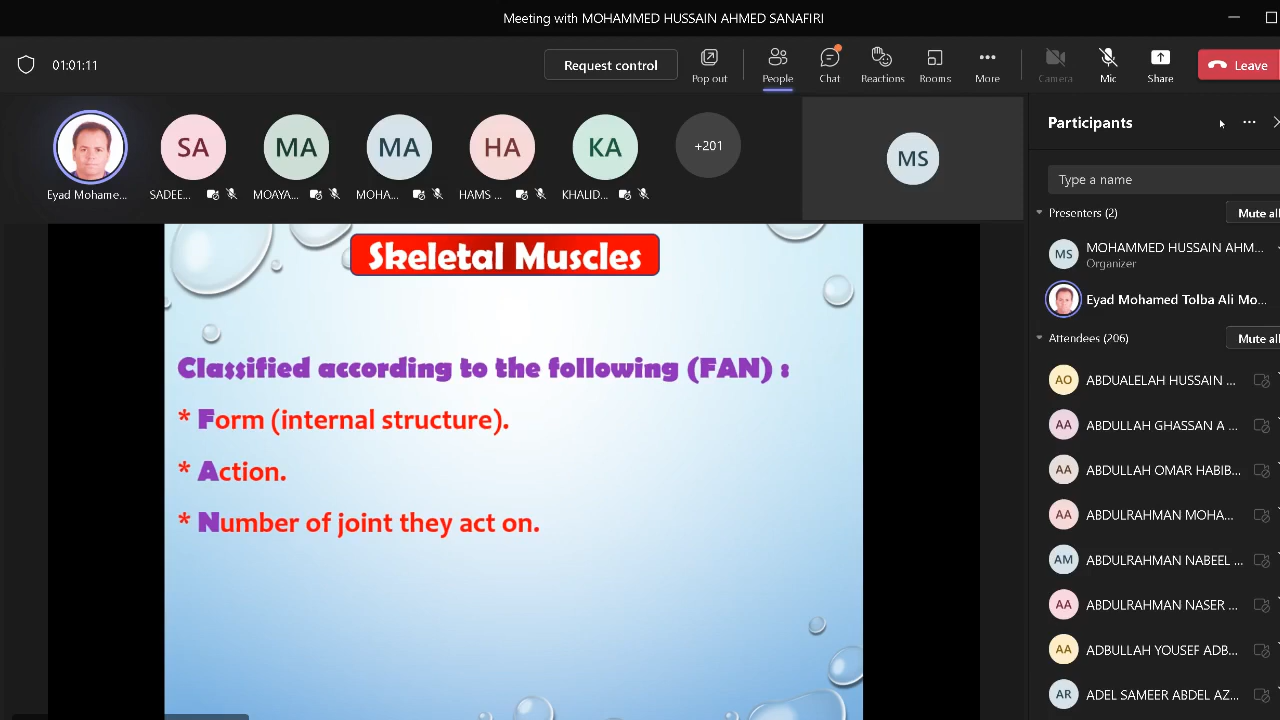 Meeting with MOHAMMED HUSSAIN AHMED SANAFIRI
01:01:11
Request control
Pop out
People
Chat
Reactions
Rooms
More
Camera
Mic
Share
Leave
SA
MA
MA
HA
KA
+201
MS
Eyad Mohame...
SADEE...
MOAYA...
MOHA...
HAMS ...
KHALID...
Participants
Type a name
Presenters (2)
Mute all
MS
MOHAMMED HUSSAIN AHM...
Organizer
Eyad Mohamed Tolba Ali Mo...
Attendees (206)
Mute all
AO ABDUALELAH HUSSAIN ...
AA ABDULLAH GHASSAN A ...
AA ABDULLAH OMAR HABIB...
AA ABDULRAHMAN MOHA...
AM ABDULRAHMAN NABEEL ...
AA ABDULRAHMAN NASER ...
AA ADBULLAH YOUSEF ADB...
AR ADEL SAMEER ABDEL AZ...
Skeletal Muscles
Classified according to the following (FAN) :
* Form (internal structure).
* Action.
* Number of joint they act on.